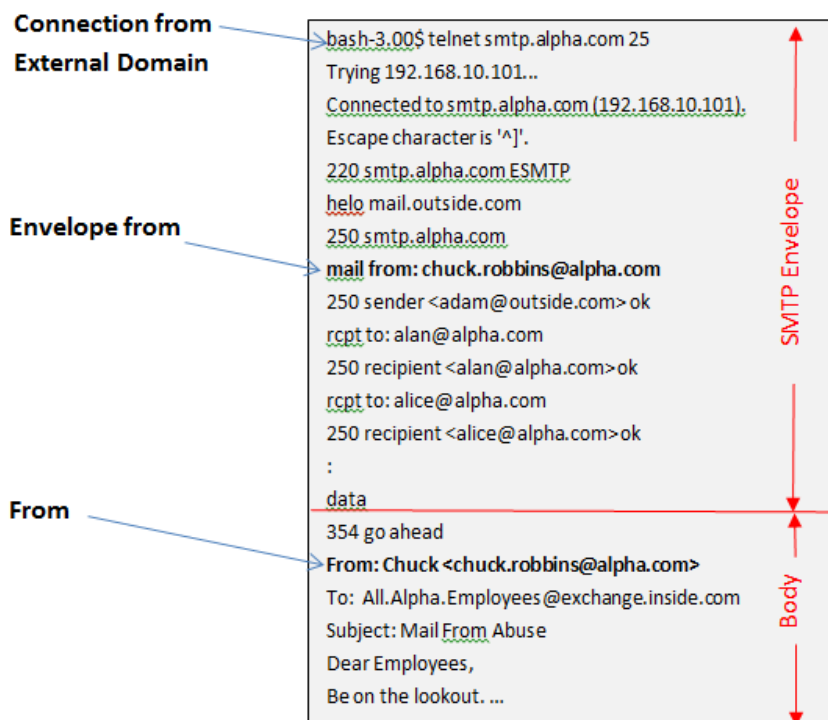 Connection from
External Domain
bash-3.00$ telnet smtp.alpha.com 25
Trying 192.168.10.101...
Connected to smtp.alpha.com (192.168.10.101).
Escape character is '^]'.
220 smtp.alpha.com ESMTP
helo mail.outside.com
250 smtp.alpha.com
Envelope from
mail from: chuck.robbins@alpha.com
250 sender <adam@outside.com> ok
rcpt to: alan@alpha.com
250 recipient <alan@alpha.com>ok
rcpt to: alice@alpha.com
250 recipient <alice@alpha.com>ok
:
data
SMTP Envelope
354 go ahead
From
From: Chuck <chuck.robbins@alpha.com>
To: All.Alpha.Employees@exchange.inside.com
Subject: Mail From Abuse
Dear Employees,
Be on the lookout. ...
Body